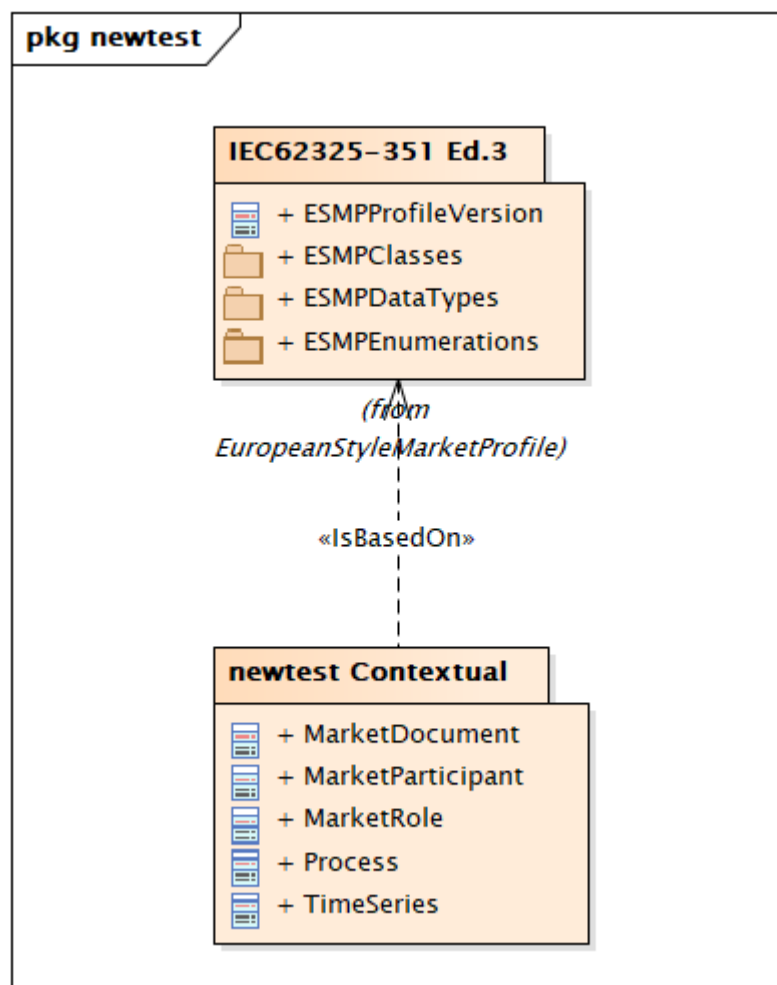 pkg newtest
IEC62325-351 Ed.3
+ ESMPProfileVersion
+ ESMPClasses
+ ESMPDataTypes
+ ESMPEnumerations
(from
EuropeanStyleMarketProfile)
«IsBasedOn»
newtest Contextual
+ MarketDocument
+ MarketParticipant
+ MarketRole
+ Process
+ TimeSeries